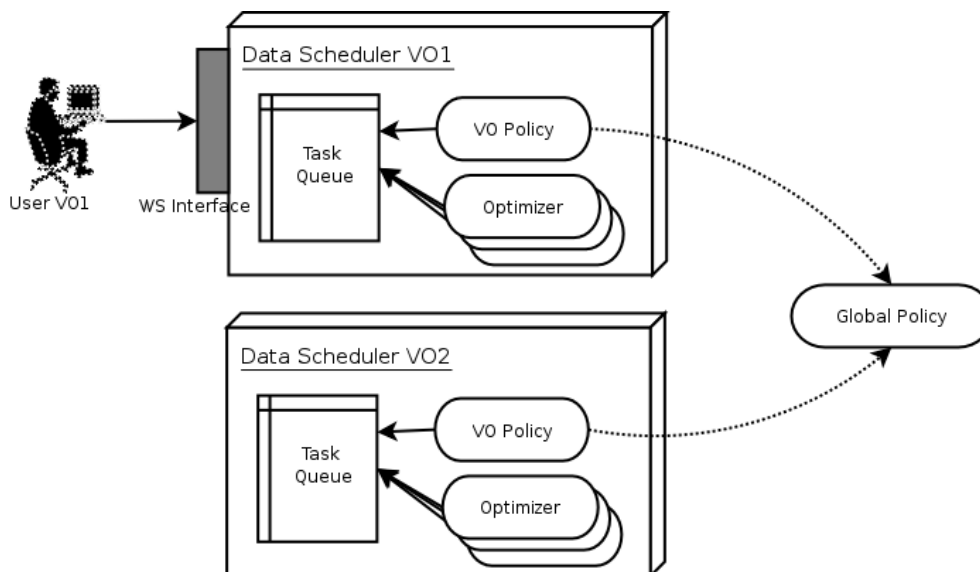 Data Scheduler VO1
VO Policy
Task
Queue
Optimizer
User VO1
WS Interface
Global Policy
Data Scheduler VO2
VO Policy
Task
Queue
Optimizer